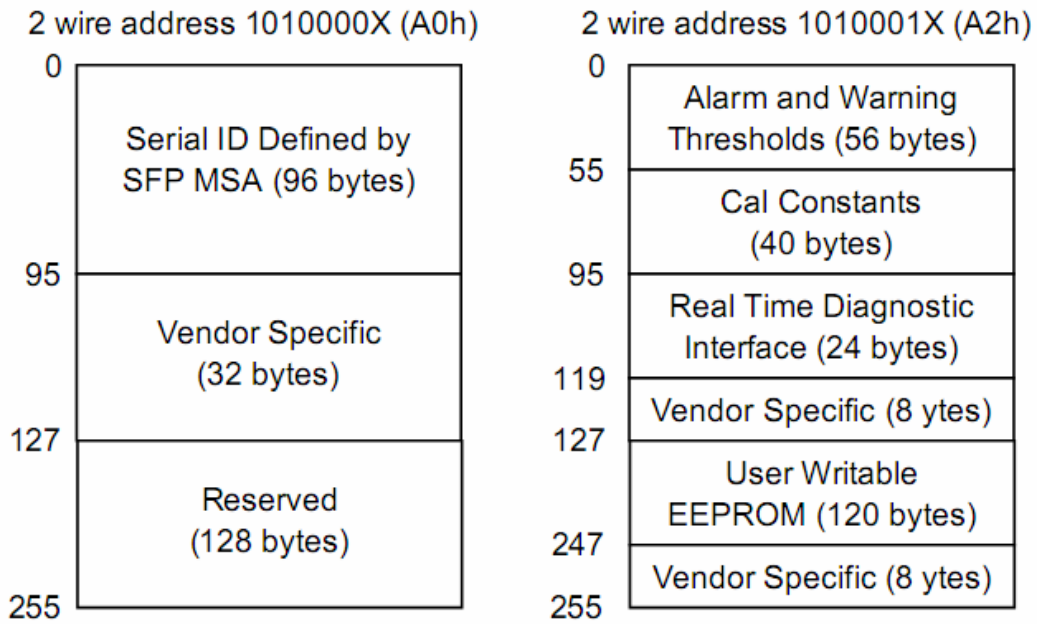 2 wire address 1010000X (A0h)
0
Serial ID Defined by
SFP MSA (96 bytes)
95
Vendor Specific
(32 bytes)
127
Reserved
(128 bytes)
255
2 wire address 1010001X (A2h)
0
Alarm and Warning
Thresholds (56 bytes)
55
Cal Constants
(40 bytes)
95
Real Time Diagnostic
Interface (24 bytes)
119
Vendor Specific (8 ytes)
127
User Writable
EEPROM (120 bytes)
247
Vendor Specific (8 ytes)
255